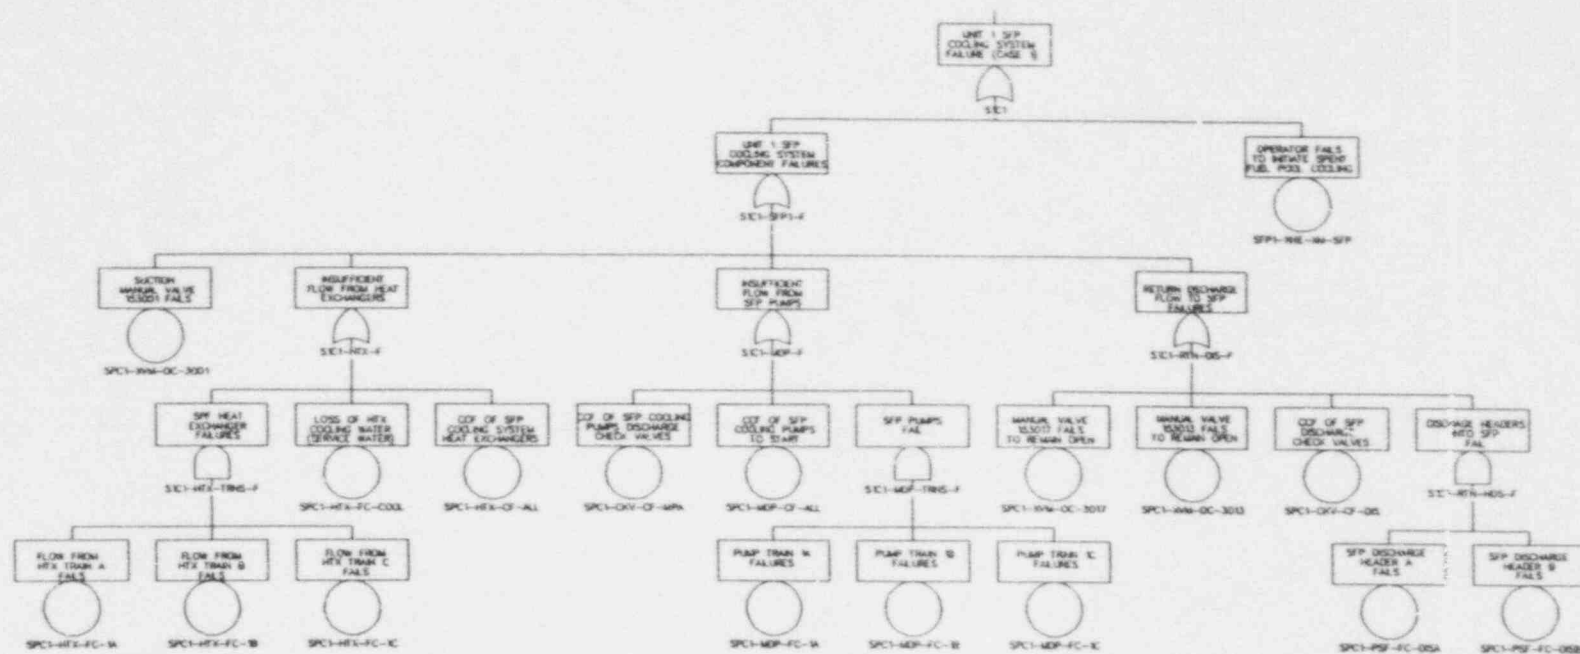 UNIT 1 SFP
COOLING SYSTEM
FAILURE (CASE 1)
S1C1
UNIT 1 SFP
COOLING SYSTEM
COMPONENT FAILURES
S1C1-SFP1-F
OPERATOR FAILS
TO INITIATE SPENT
FUEL POOL COOLING
SFP1-XHE-XM-SFP
SUCTION
MANUAL VALVE
153001 FAILS
SPC1-XVM-OC-3001
INSUFFICIENT
FLOW FROM HEAT
EXCHANGERS
S1C1-HTX-F
INSUFFICIENT
FLOW FROM
SFP PUMPS
S1C1-MDP-F
RETURN DISCHARGE
FLOW TO SFP
FAILURES
S1C1-RTN-DIS-F
SPF HEAT
EXCHANGER
FAILURES
S1C1-HTX-TRNS-F
LOSS OF HTX
COOLING WATER
(SERVICE WATER)
SPC1-HTX-FC-COOL
CCF OF SFP
COOLING SYSTEM
HEAT EXCHANGERS
SPC1-HTX-CF-ALL
CCF OF SFP COOLING
PUMPS DISCHARGE
CHECK VALVES
SPC1-CKV-CF-MPA
CCF OF SFP
COOLING PUMPS
TO START
SPC1-MDP-CF-ALL
SFP PUMPS
FAIL
S1C1-MDP-TRNS-F
MANUAL VALVE
153017 FAILS
TO REMAIN OPEN
SPC1-XVM-OC-3017
MANUAL VALVE
153013 FAILS
TO REMAIN OPEN
SPC1-XVM-OC-3013
CCF OF SFP
DISCHARGE
CHECK VALVES
SPC1-CKV-CF-DIS
HEADERS
INTO SFP
FAIL
S1C1-RTN-HDS-F
FLOW FROM
HTX TRAIN A
FAILS
SPC1-HTX-FC-1A
FLOW FROM
HTX TRAIN B
FAILS
SPC1-HTX-FC-1B
FLOW FROM
HTX TRAIN C
FAILS
SPC1-HTX-FC-1C
PUMP TRAIN 1A
FAILURES
SPC1-MDP-FC-1A
PUMP TRAIN 1B
FAILURES
SPC1-MDP-FC-1B
PUMP TRAIN 1C
FAILURES
SPC1-MDP-FC-1C
SFP DISCHARGE
HEADER A
FAILS
SPC1-PSF-FC-DISA
SFP DISCHARGE
HEADER B
FAILS
SPC1-PSF-FC-DISB